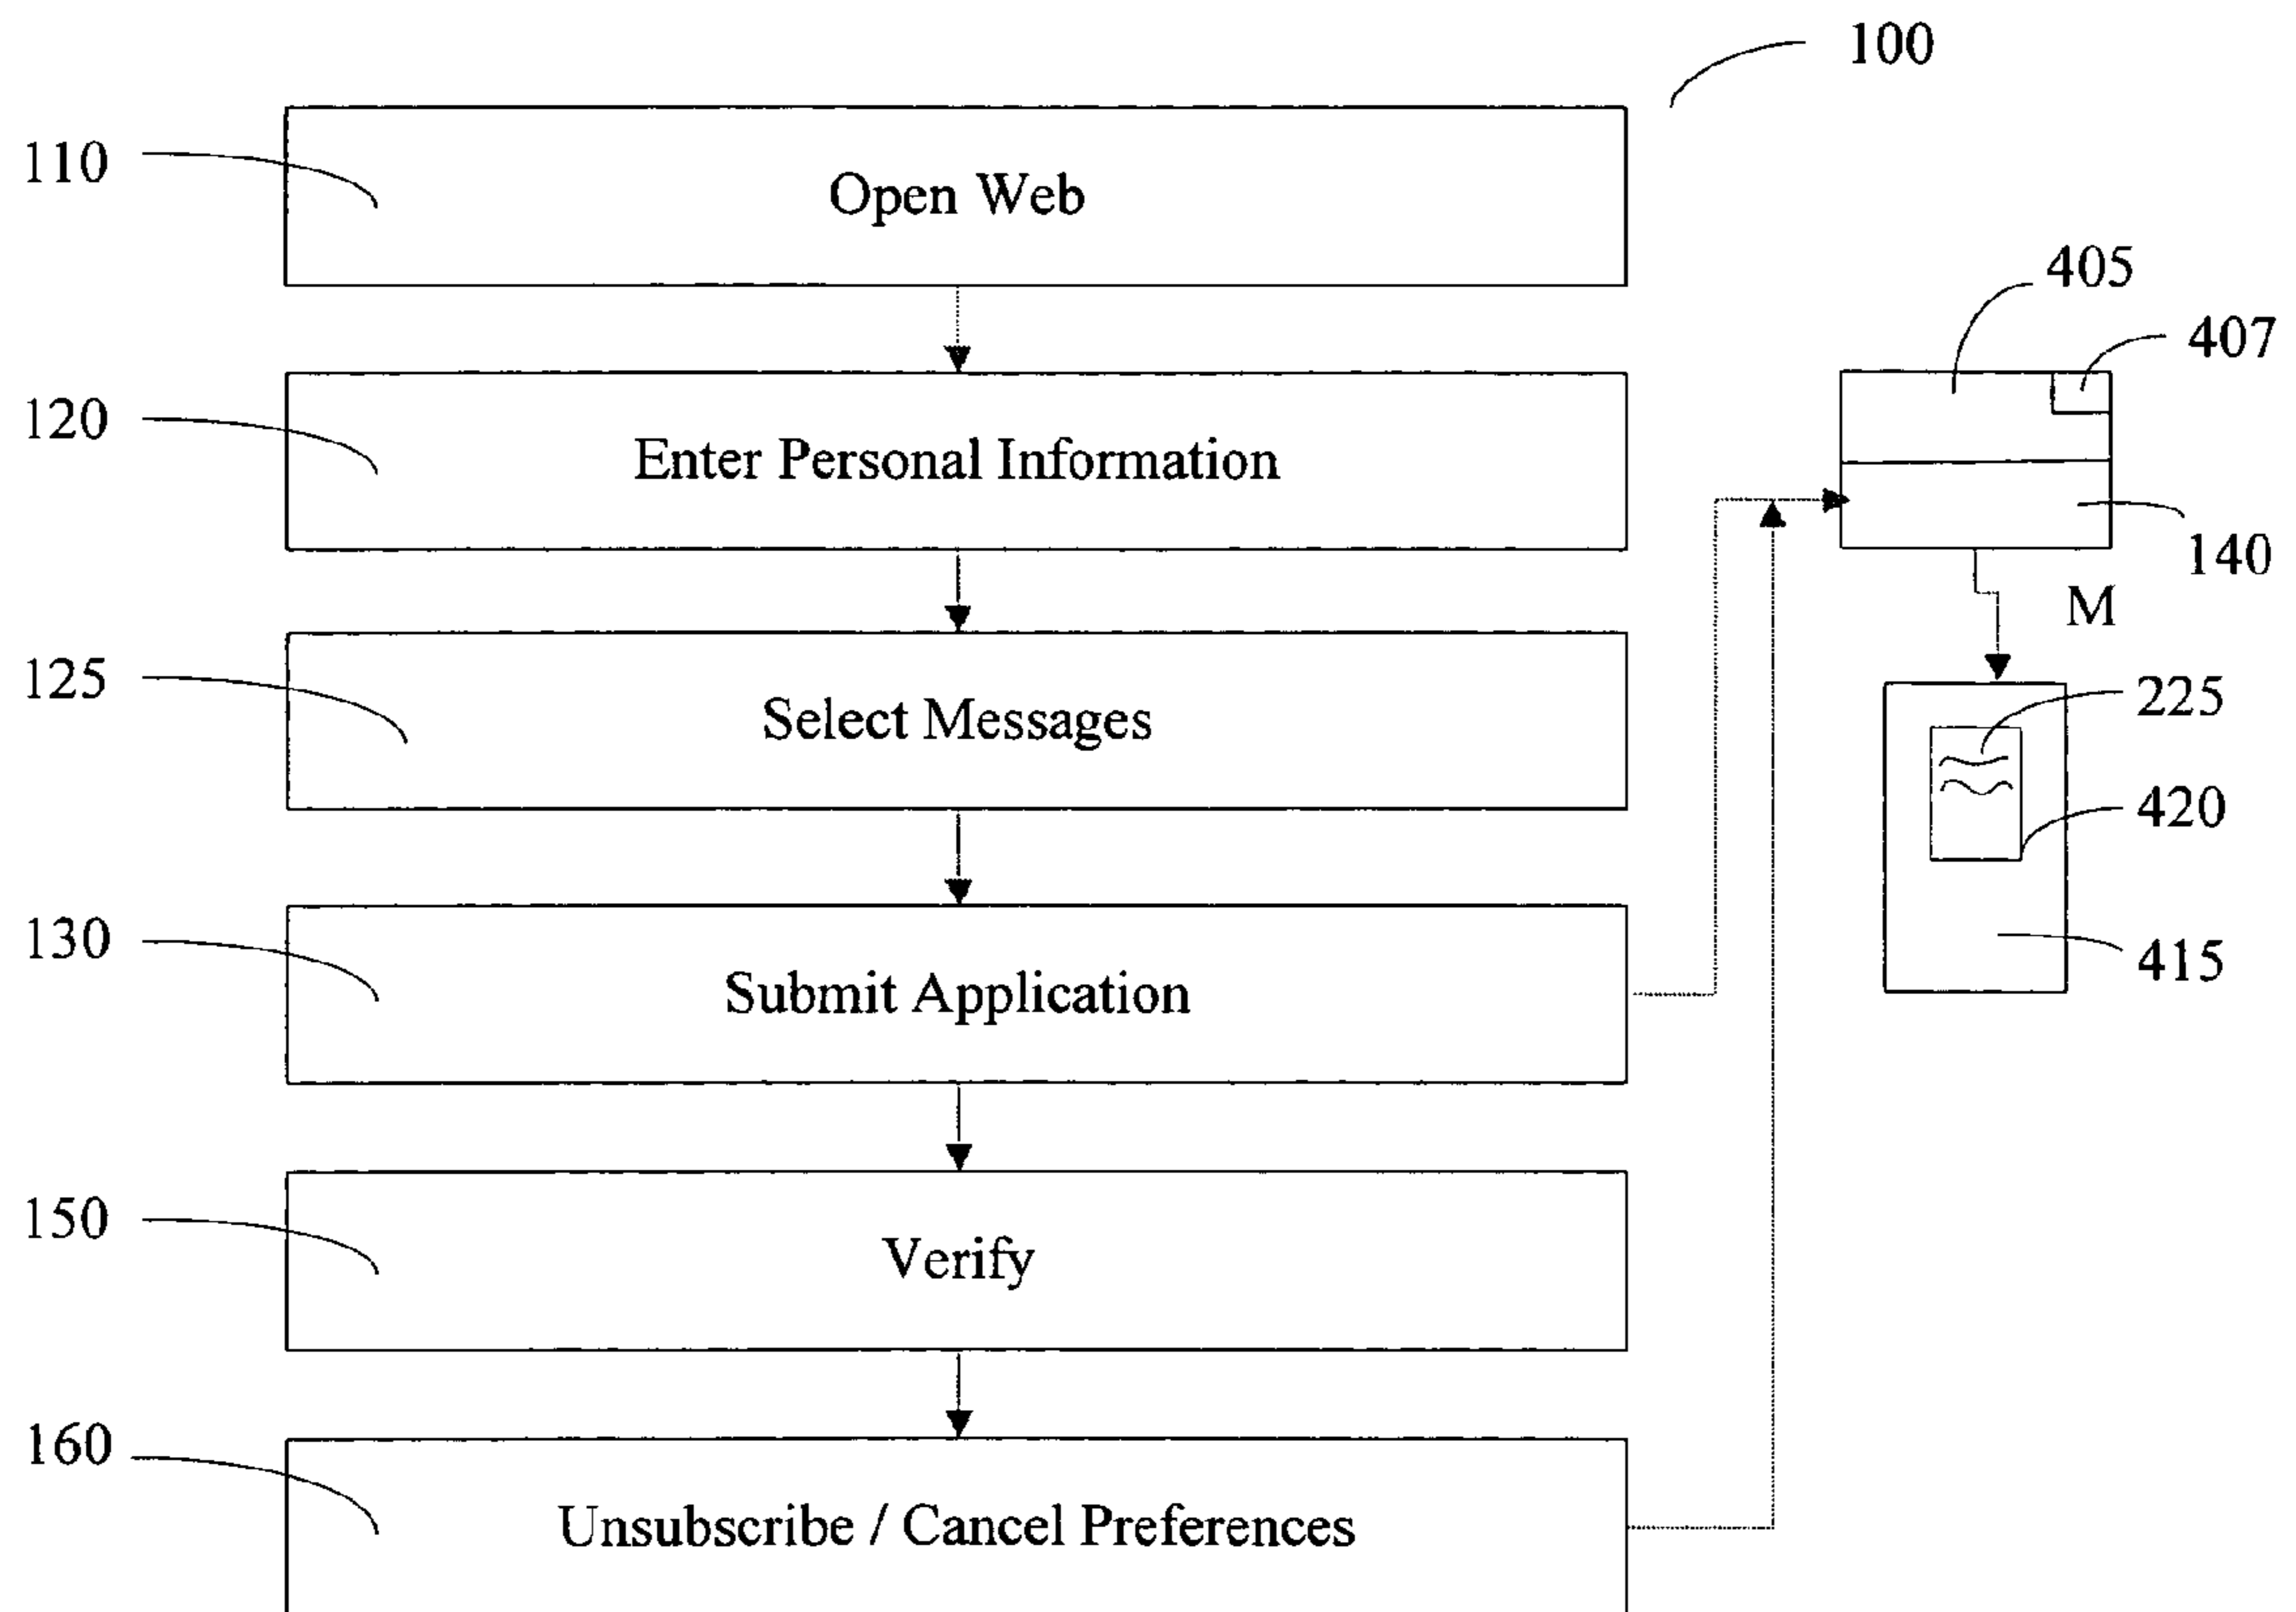 100
110
Open Web
405
407
120
Enter Personal Information
140
M
125
Select Messages
225
420
130
Submit Application
415
150
Verify
160
Unsubscribe / Cancel Preferences